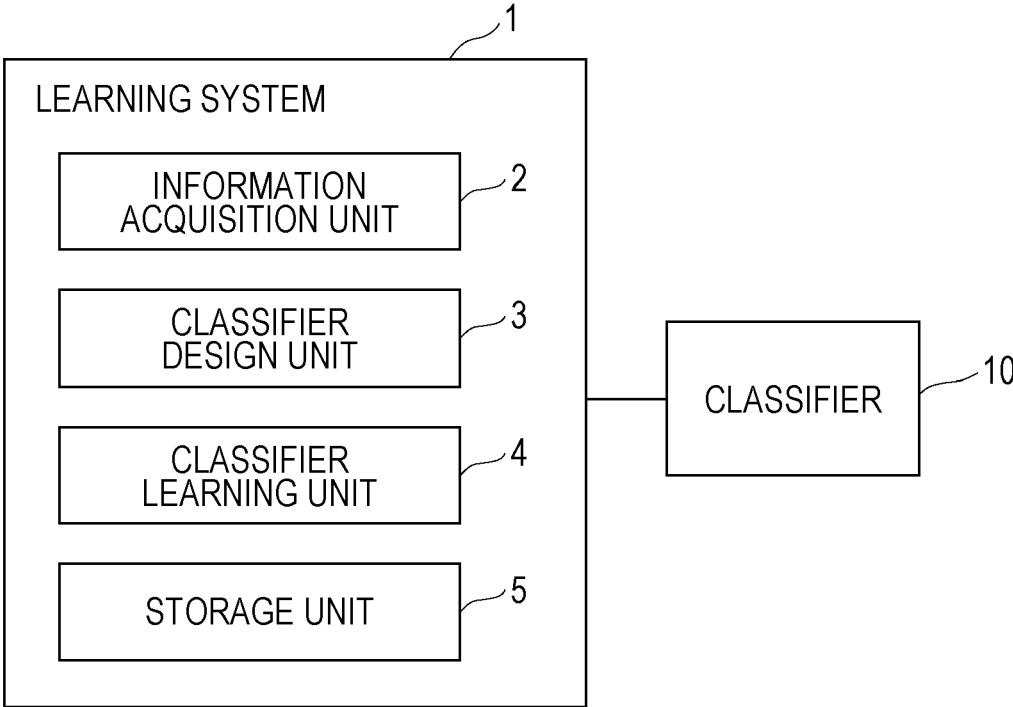 1
LEARNING SYSTEM
INFORMATION
ACQUISITION UNIT
2
CLASSIFIER
DESIGN UNIT
3
CLASSIFIER
LEARNING UNIT
4
STORAGE UNIT
5
CLASSIFIER
10